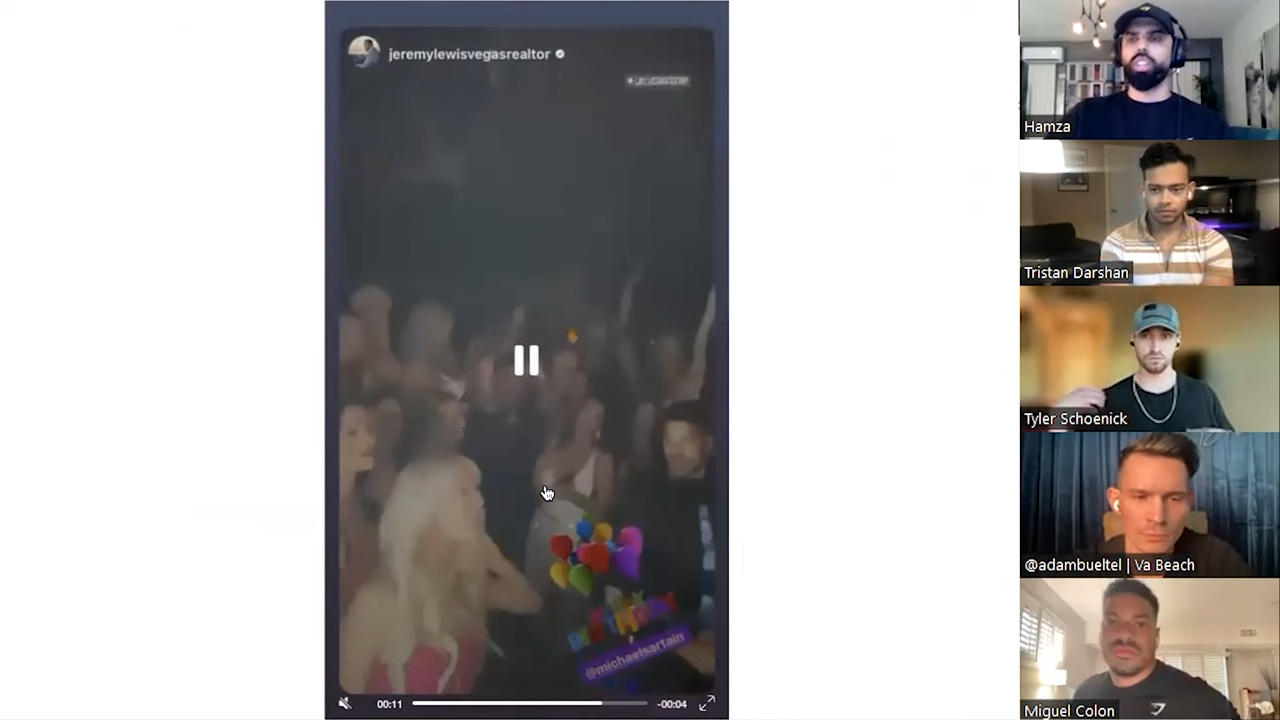 jeremylewisvegasrealtor
@michaelsartain
00:11
-00:04
Hamza
Tristan Darshan
Tyler Schoenick
@adambueltel | Va Beach
Miguel Colon